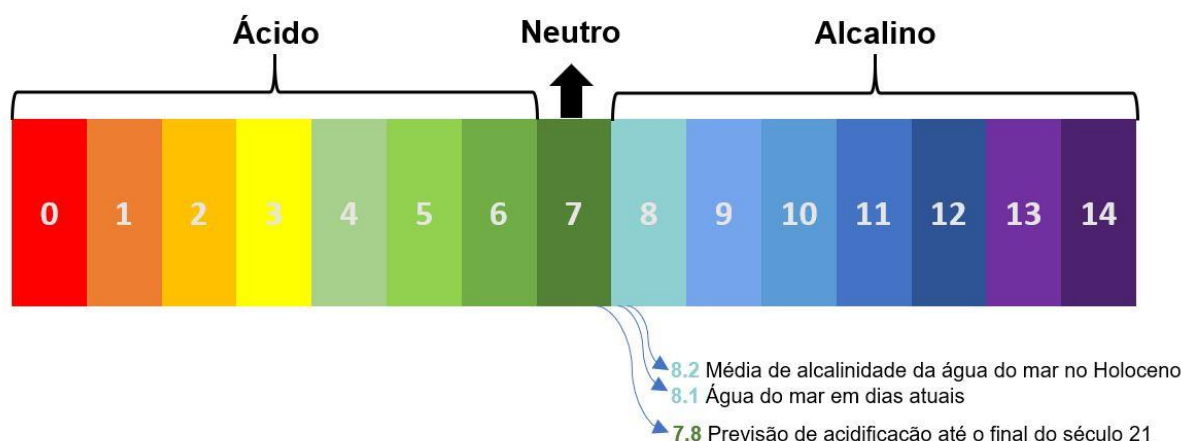 Ácido Neutro Alcalino
0 1 2 3 4 5 6 7 8 9 10 11 12 13 14
8.2 Média de alcalinidade da água do mar no Holoceno
8.1 Água do mar em dias atuais
7.8 Previsão de acidificação até o final do século 21